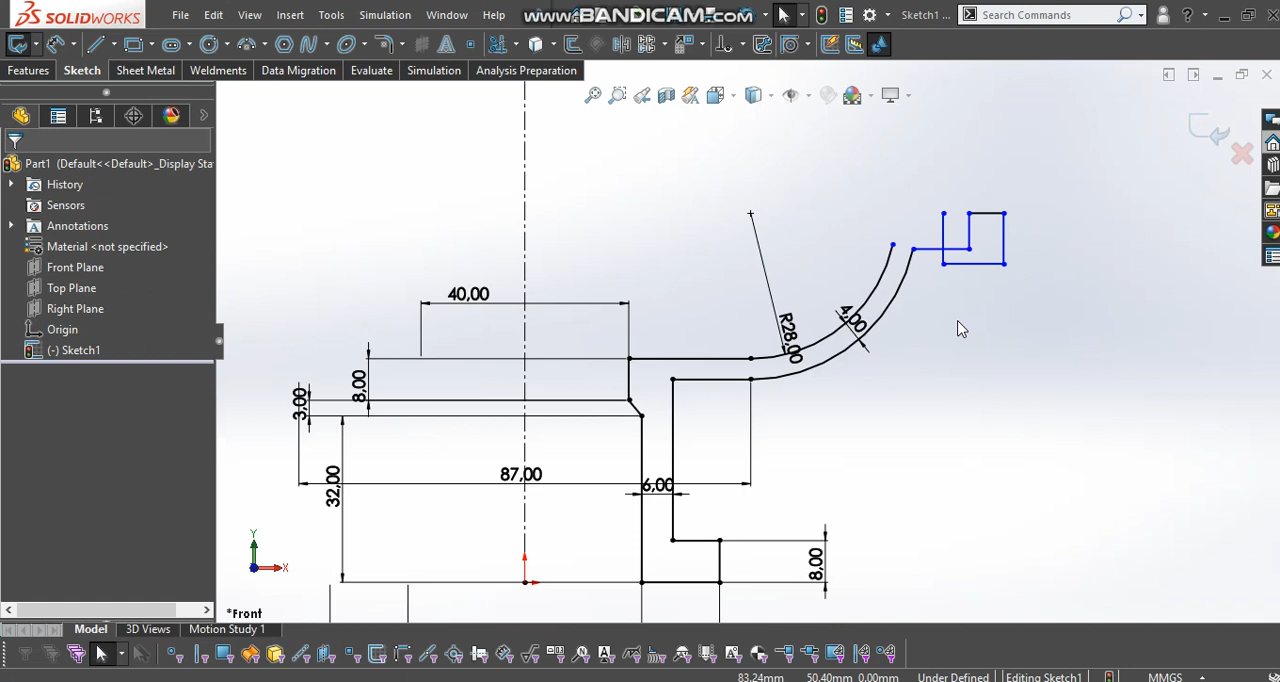 SOLIDWORKS File Edit View Insert Tools Simulation Window Help www.BANDICAM.com Sketch1 ... Search Commands
Features Sketch Sheet Metal Weldments Data Migration Evaluate Simulation Analysis Preparation
Part1 (Default<<Default>_Display Sta
History
Sensors
Annotations
Material <not specified>
Front Plane
Top Plane
Right Plane
Origin
(-) Sketch1
40,00
R28,00
4,00
8,00
3,00
87,00
32,00
6,00
8,00
Y
X
*Front
Model 3D Views Motion Study 1
83.24mm 50.40mm 0.00mm Under Defined Editing Sketch1 MMGS